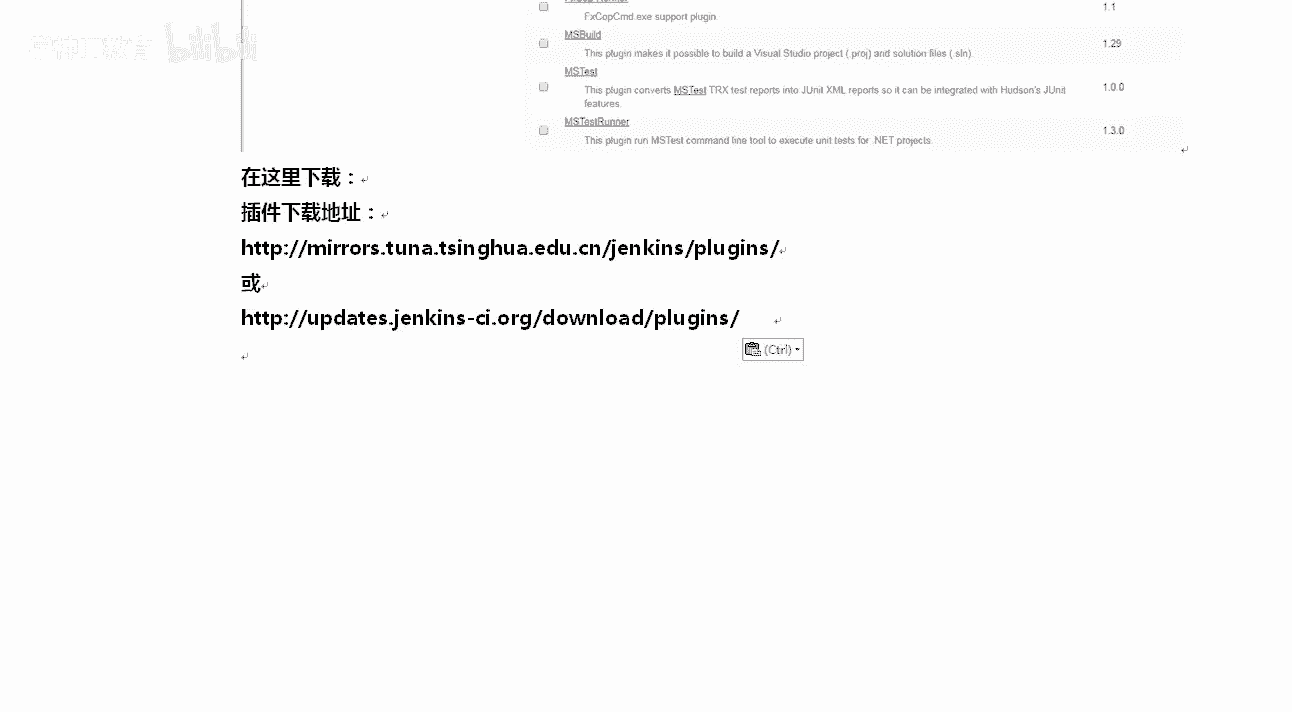 1.1
FxCopCmd.exe support plugin.
MSBuild
This plugin makes it possible to build a Visual Studio project (.proj) and solution files (.sln).
1.29
MSTest
This plugin converts MSTest TRX test reports into JUnit XML reports so it can be integrated with Hudson's JUnit
features.
1.0.0
MSTestRunner
This plugin run MSTest command line tool to execute unit tests for .NET projects.
1.3.0
在这里下载：
插件下载地址：
http://mirrors.tuna.tsinghua.edu.cn/jenkins/plugins/
或
http://updates.jenkins-ci.org/download/plugins/
(Ctrl)
bilibili